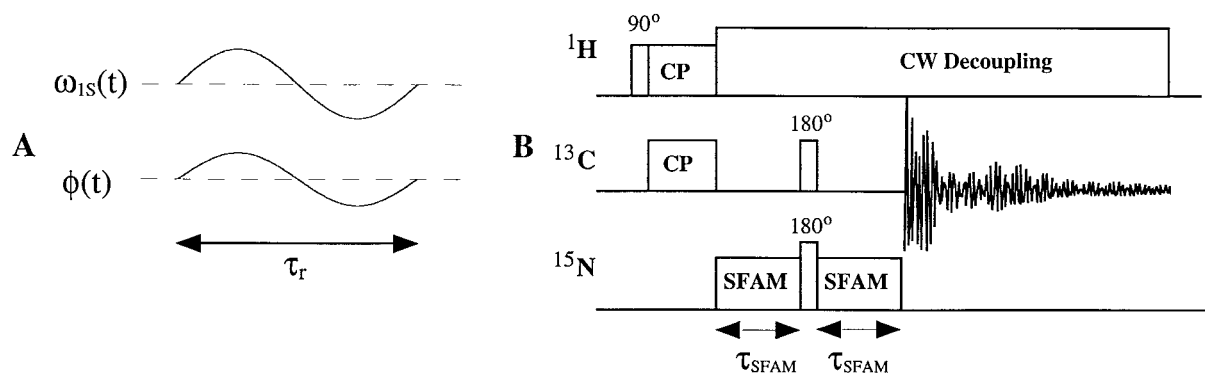 A
ω1S(t)
ϕ(t)
τr
B
1H
90°
CP
CW Decoupling
13C
CP
180°
15N
SFAM
180°
SFAM
τSFAM
τSFAM